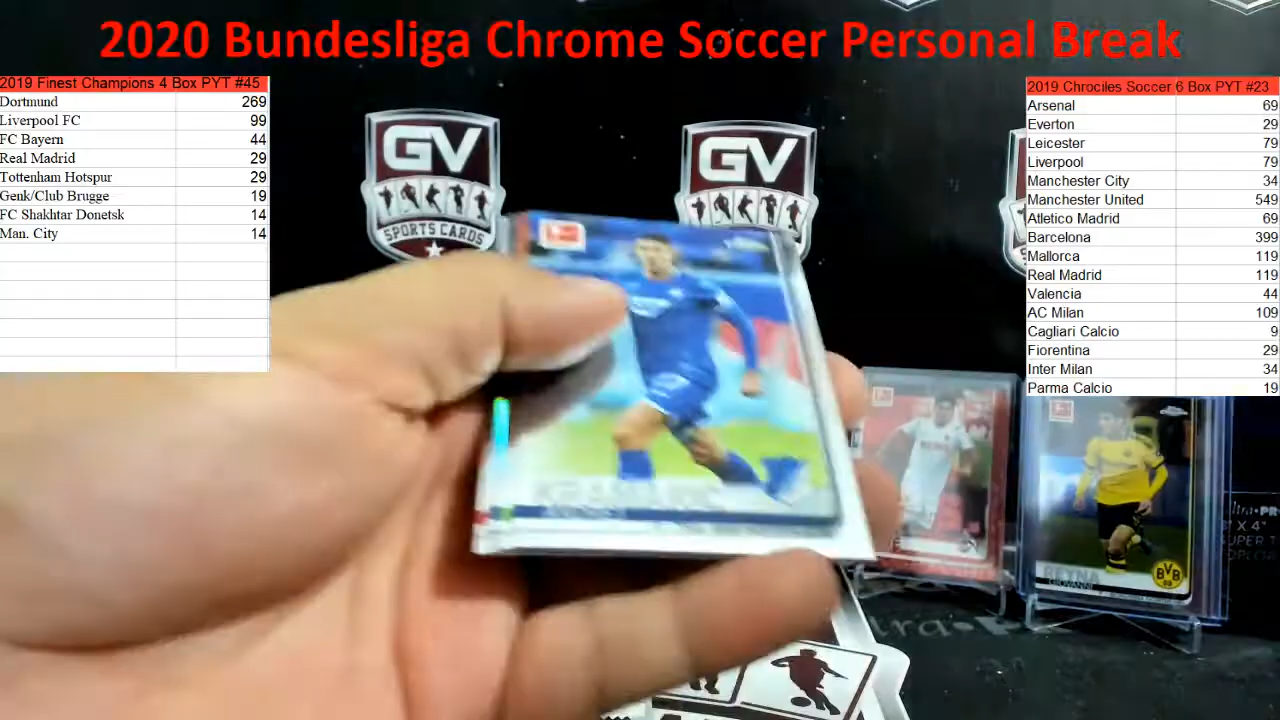 2020 Bundesliga Chrome Soccer Personal Break
2019 Finest Champions 4 Box PYT #45
Dortmund 269
Liverpool FC 99
FC Bayern 44
Real Madrid 29
Tottenham Hotspur 29
Genk/Club Brugge 19
FC Shakhtar Donetsk 14
Man. City 14
2019 Chrociles Soccer 6 Box PYT #23
Arsenal 69
Everton 29
Leicester 79
Liverpool 79
Manchester City 34
Manchester United 549
Atletico Madrid 69
Barcelona 399
Mallorca 119
Real Madrid 119
Valencia 44
AC Milan 109
Cagliari Calcio 9
Fiorentina 29
Inter Milan 34
Parma Calcio 19
GV
SPORTS CARDS
GV
REYNA
GIOVANNI
BVB
09